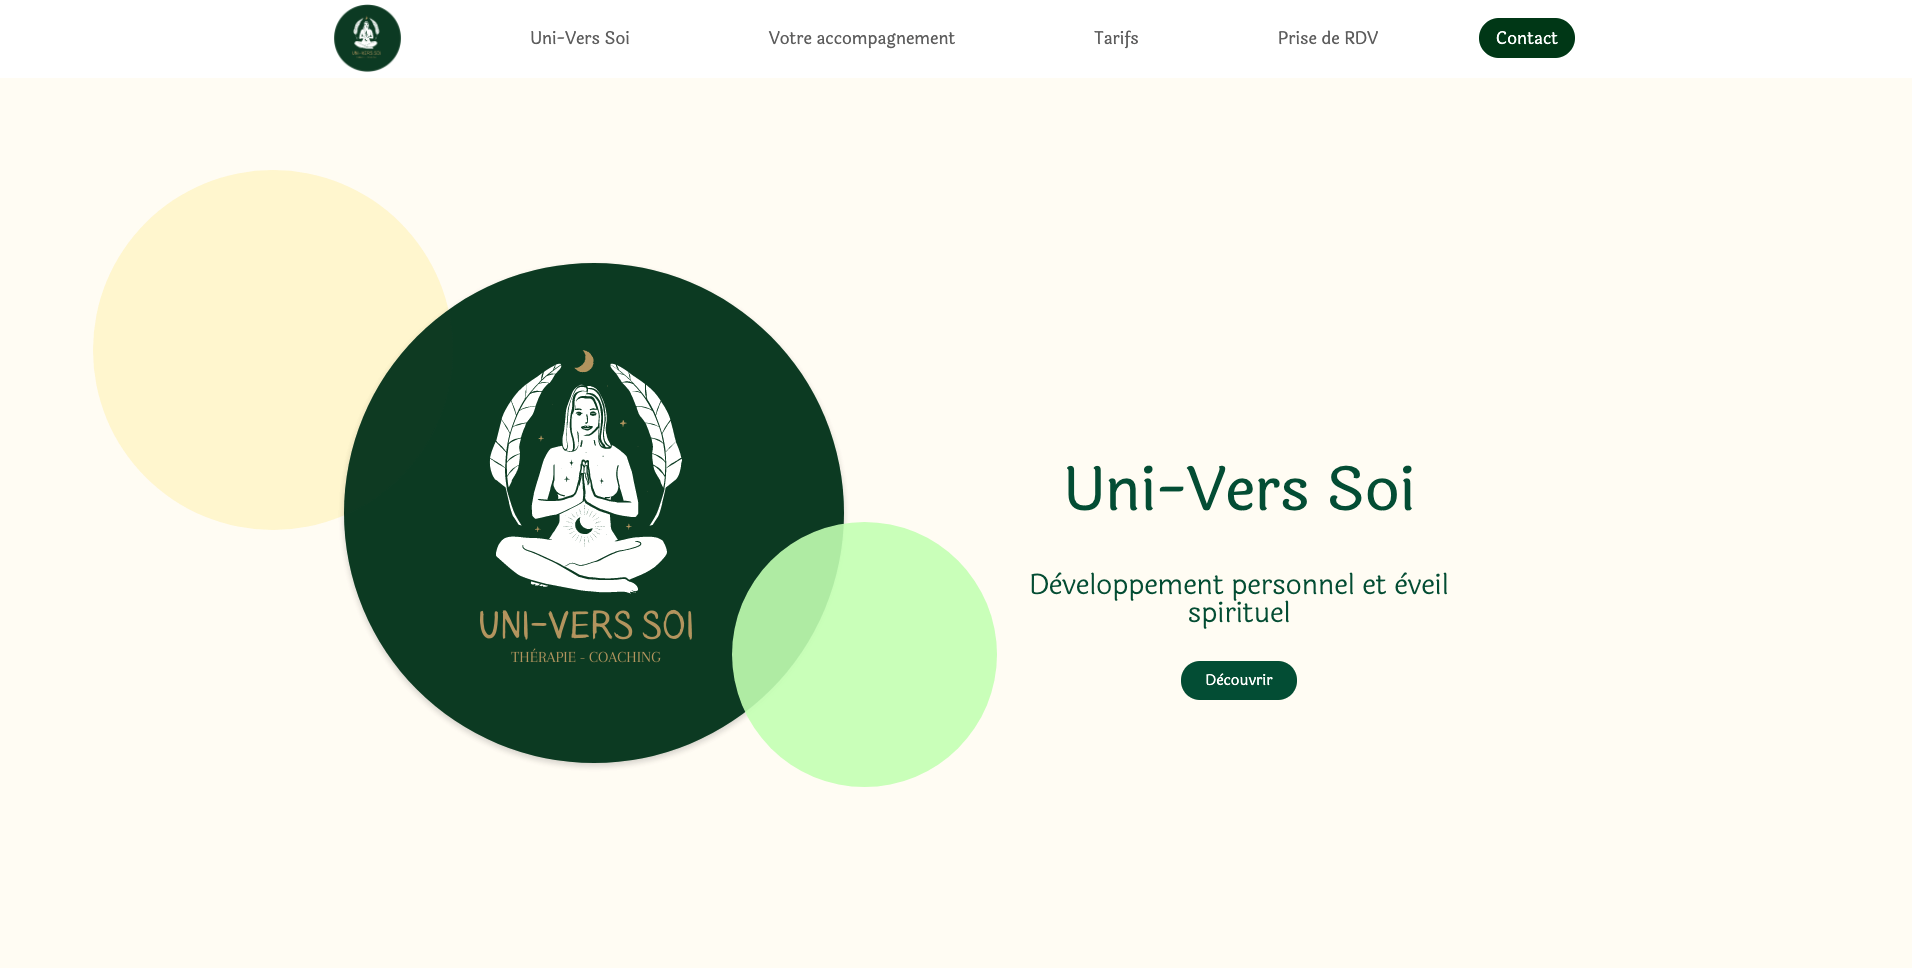 Uni-Vers Soi
Votre accompagnement
Tarifs
Prise de RDV
Contact
UNI-VERS SOI
THÉRAPIE - COACHING
Uni-Vers Soi
Développement personnel et éveil
spirituel
Découvrir